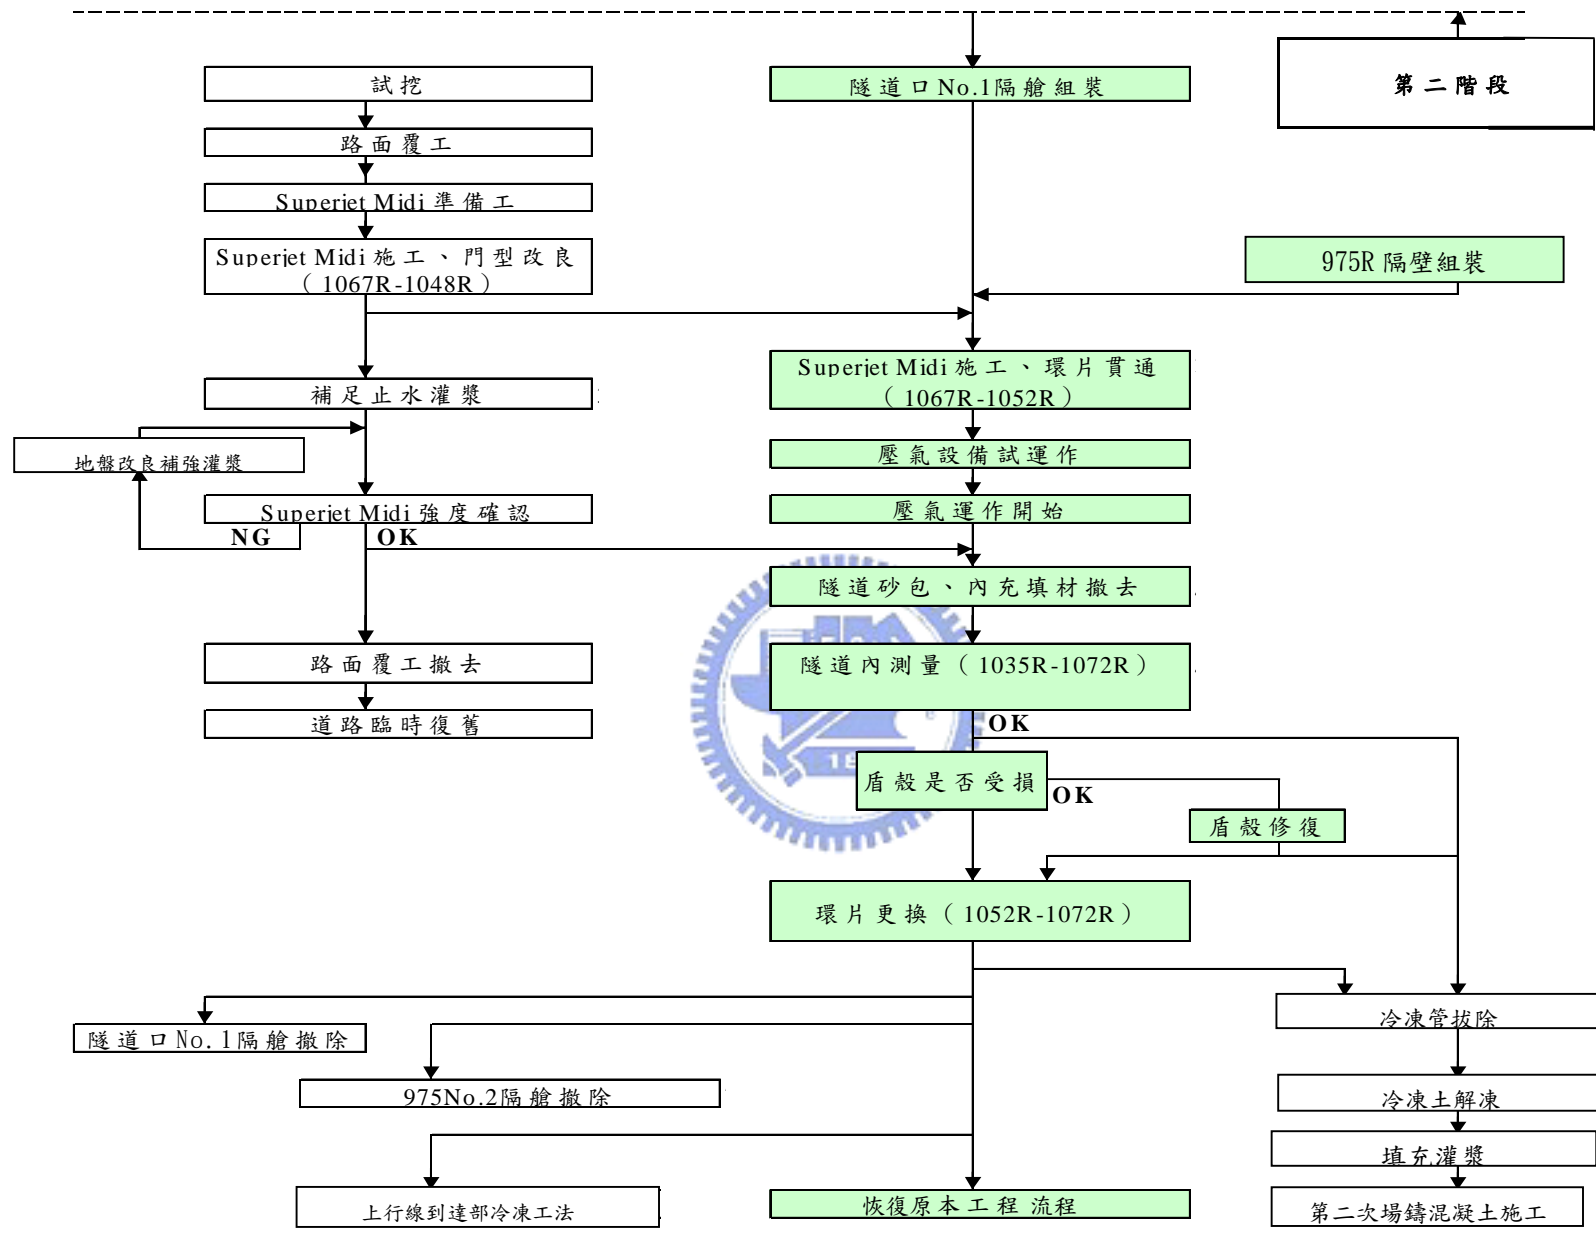 第二階段
試挖
隧道口No.1隔艙組裝
路面覆工
Superjet Midi 準備工
Superjet Midi 施工、門型改良
（1067R-1048R）
975R 隔壁組裝
Superjet Midi 施工、環片貫通
（1067R-1052R）
補足止水灌漿
地盤改良補強灌漿
壓氣設備試運作
Superjet Midi 強度確認
壓氣運作開始
NG
OK
隧道砂包、內充填材撤去
路面覆工撤去
隧道內測量（1035R-1072R）
道路臨時復舊
OK
盾殼是否受損
OK
盾殼修復
環片更換（1052R-1072R）
隧道口No.1隔艙撤除
冷凍管拔除
975No.2隔艙撤除
冷凍土解凍
填充灌漿
上行線到達部冷凍工法
恢復原本工程 流程
第二次場鑄混凝土施工